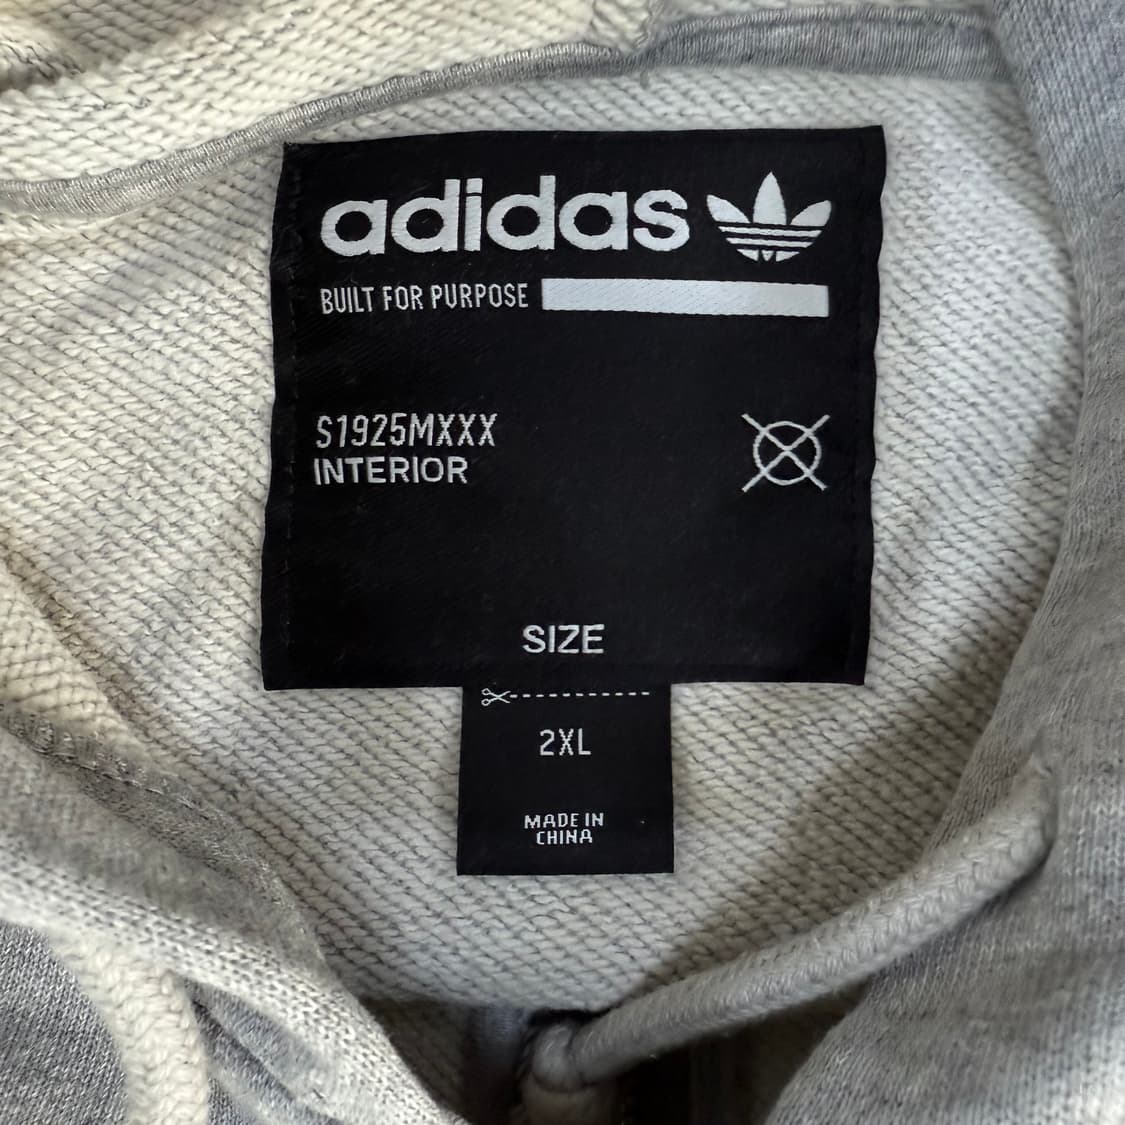 adidas
BUILT FOR PURPOSE
S1925MXXX
INTERIOR
SIZE
2XL
MADE IN
CHINA